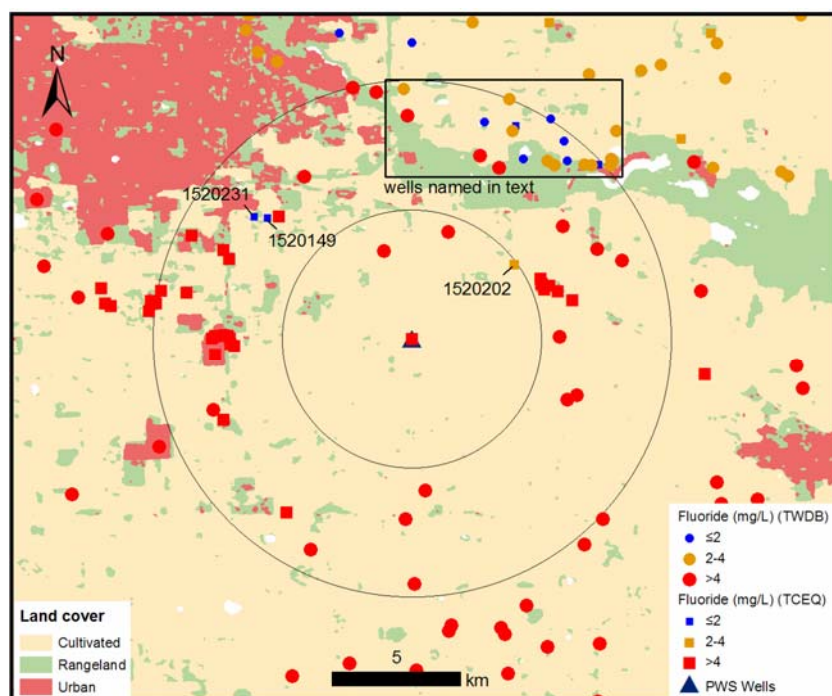 N
1520231
1520149
wells named in text
1520202
5
km
Land cover
Cultivated
Rangeland
Urban
Fluoride (mg/L) (TWDB)
≤2
2-4
>4
Fluoride (mg/L) (TCEQ)
≤2
2-4
>4
PWS Wells